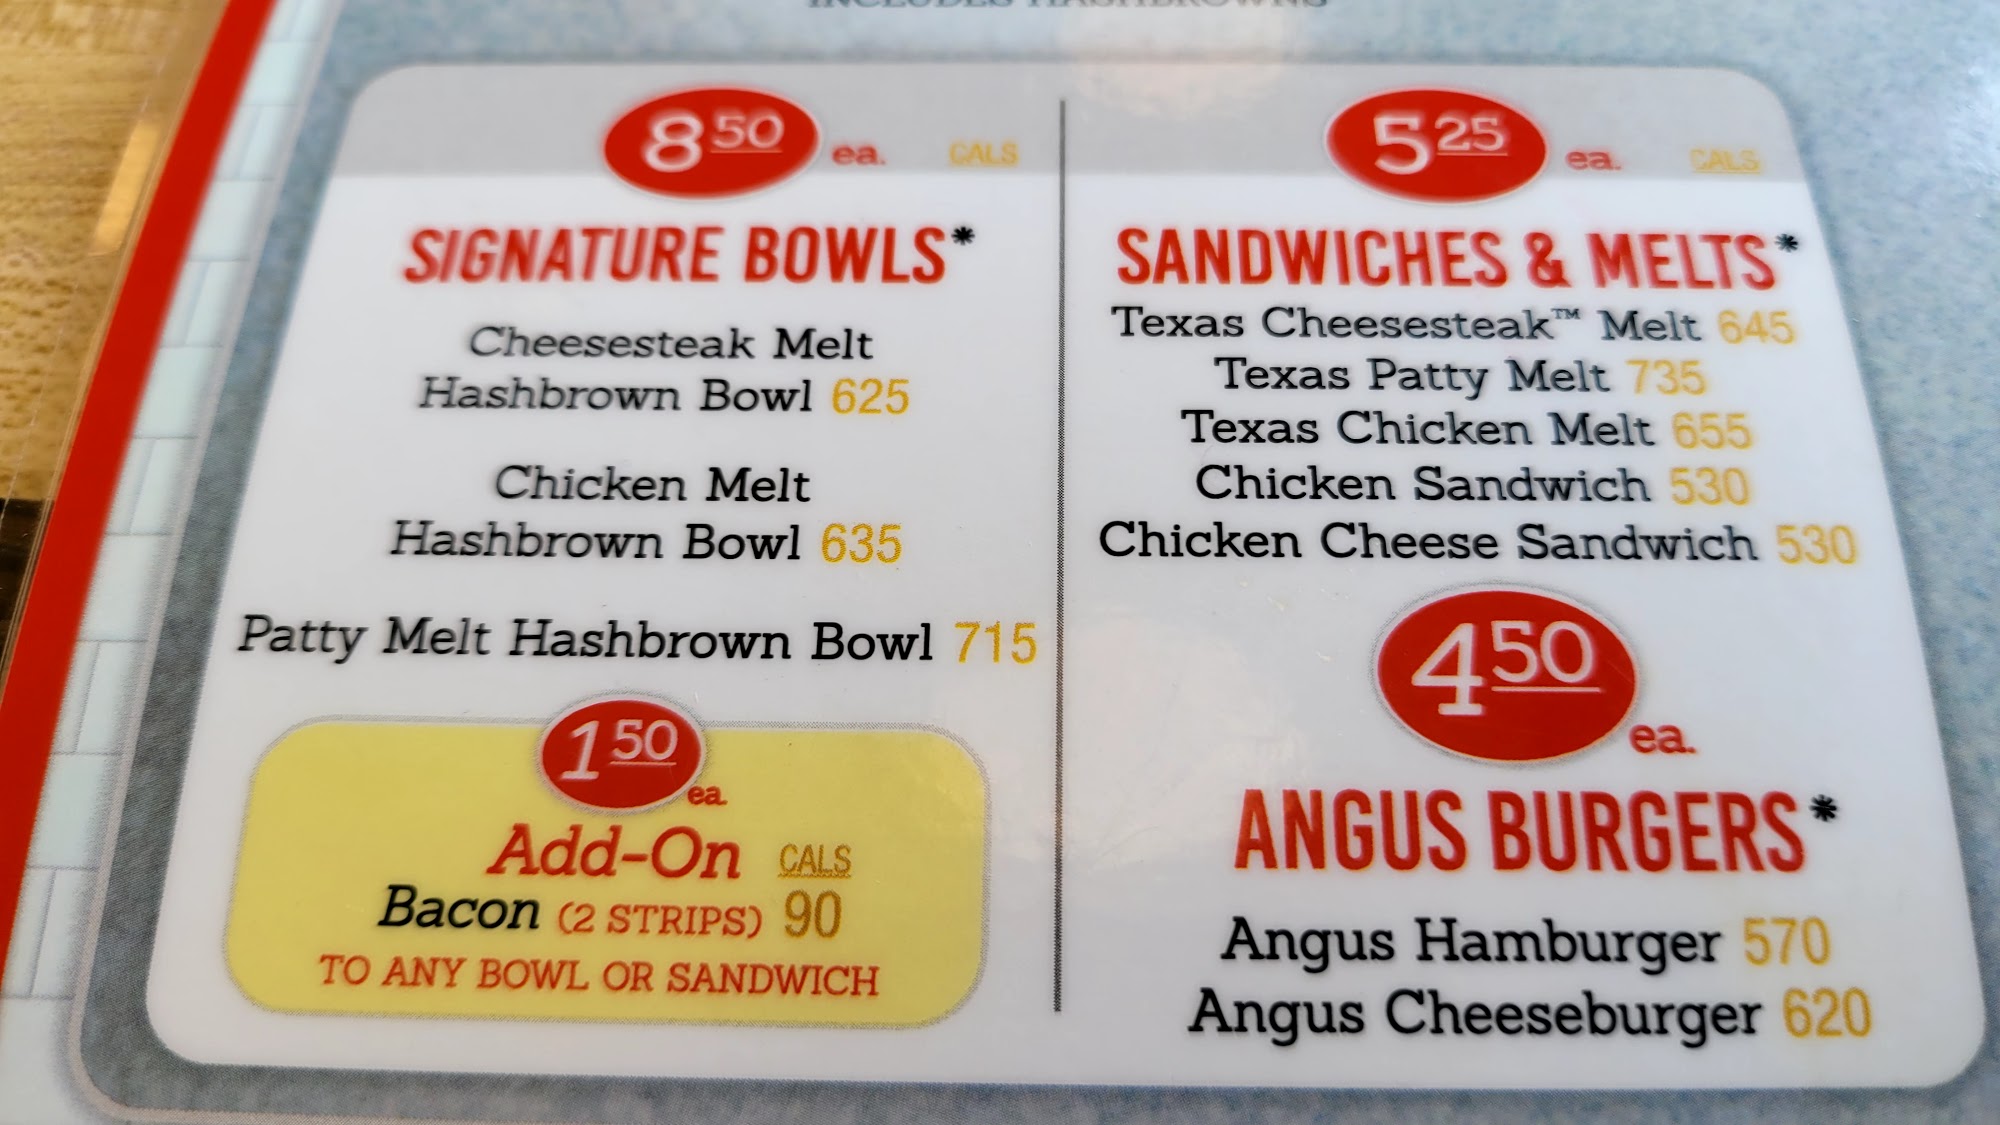 INCLUDES HASHBROWNS
8 50 ea. CALS
SIGNATURE BOWLS*
Cheesesteak Melt
Hashbrown Bowl 625
Chicken Melt
Hashbrown Bowl 635
Patty Melt Hashbrown Bowl 715
1 50 ea.
Add-On CALS
Bacon (2 STRIPS) 90
TO ANY BOWL OR SANDWICH
5 25 ea. CALS
SANDWICHES & MELTS*
Texas Cheesesteak™ Melt 645
Texas Patty Melt 735
Texas Chicken Melt 655
Chicken Sandwich 530
Chicken Cheese Sandwich 530
4 50 ea.
ANGUS BURGERS*
Angus Hamburger 570
Angus Cheeseburger 620